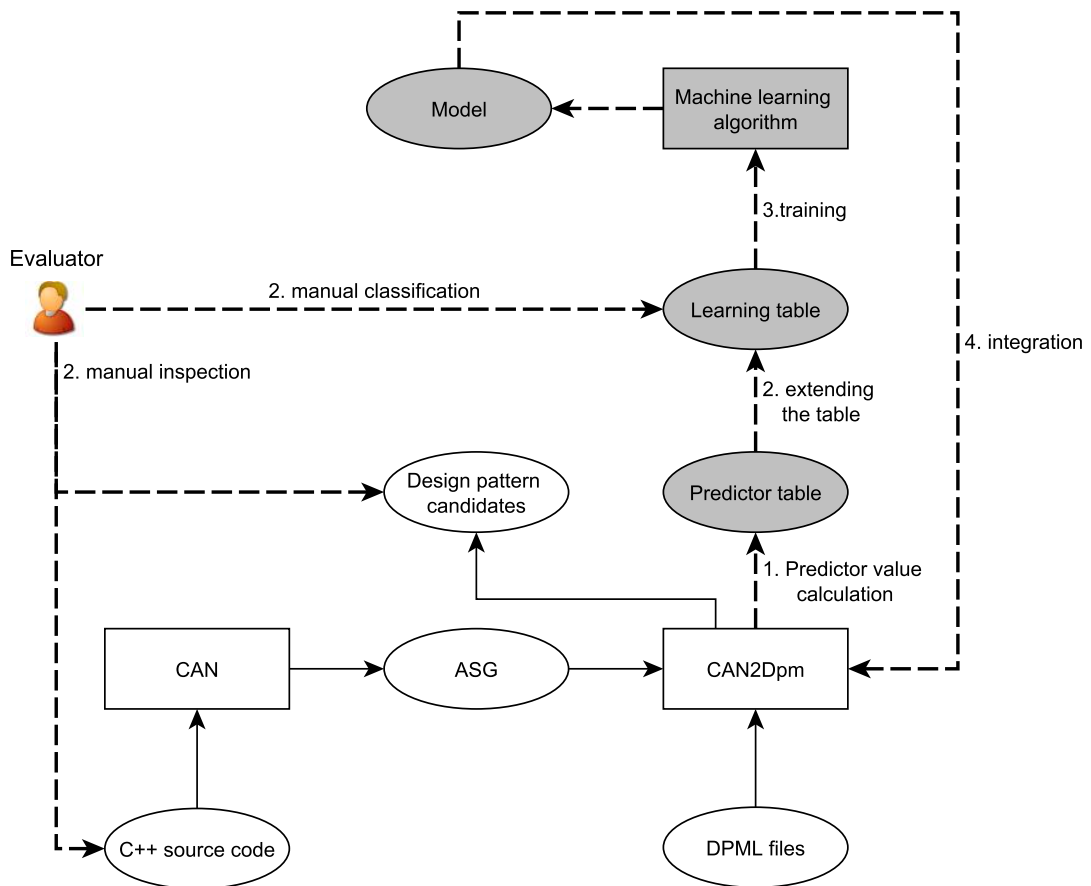 Model
Machine learning
algorithm
3.training
Evaluator
2. manual classification
Learning table
4. integration
2. manual inspection
2. extending
the table
Design pattern
candidates
Predictor table
1. Predictor value
calculation
CAN
ASG
CAN2Dpm
C++ source code
DPML files